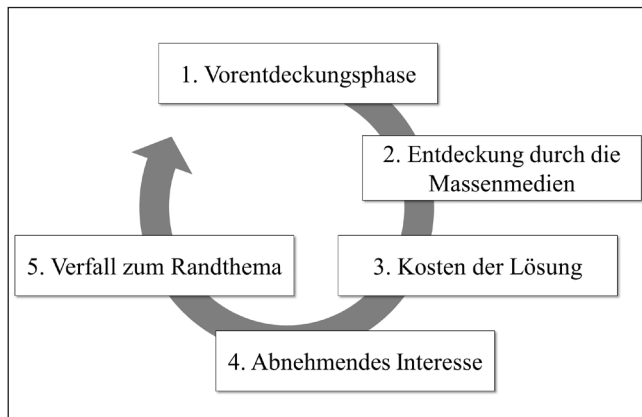 1. Vorentdeckungsphase
2. Entdeckung durch die
Massenmedien
3. Kosten der Lösung
4. Abnehmendes Interesse
5. Verfall zum Randthema